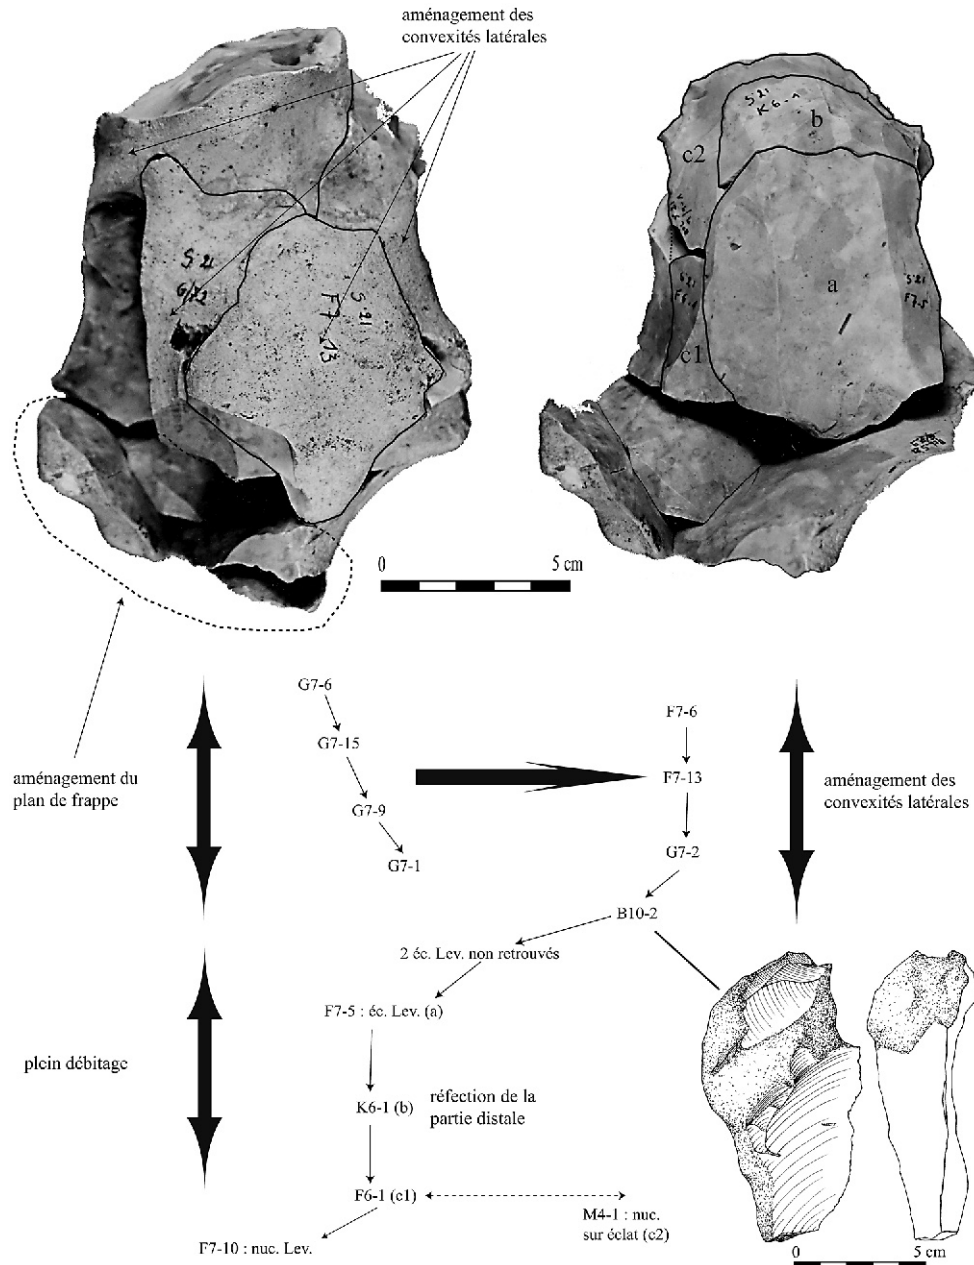 aménagement des
convexités latérales
S 21
K 6-1
b
c2
S 21
S 21
F7
13
a
S 21
F6-1
S 21
F7-5
c1
0 5 cm
G7-6
F7-6
G7-15
aménagement du
plan de frappe
F7-13
aménagement des
convexités latérales
G7-9
G7-2
G7-1
B10-2
2 éc. Lev. non retrouvés
F7-5 : éc. Lev. (a)
plein débitage
K6-1 (b)
réfection de la
partie distale
F6-1 (c1)
M4-1 : nuc.
sur éclat (c2)
F7-10 : nuc. Lev.
0 5 cm